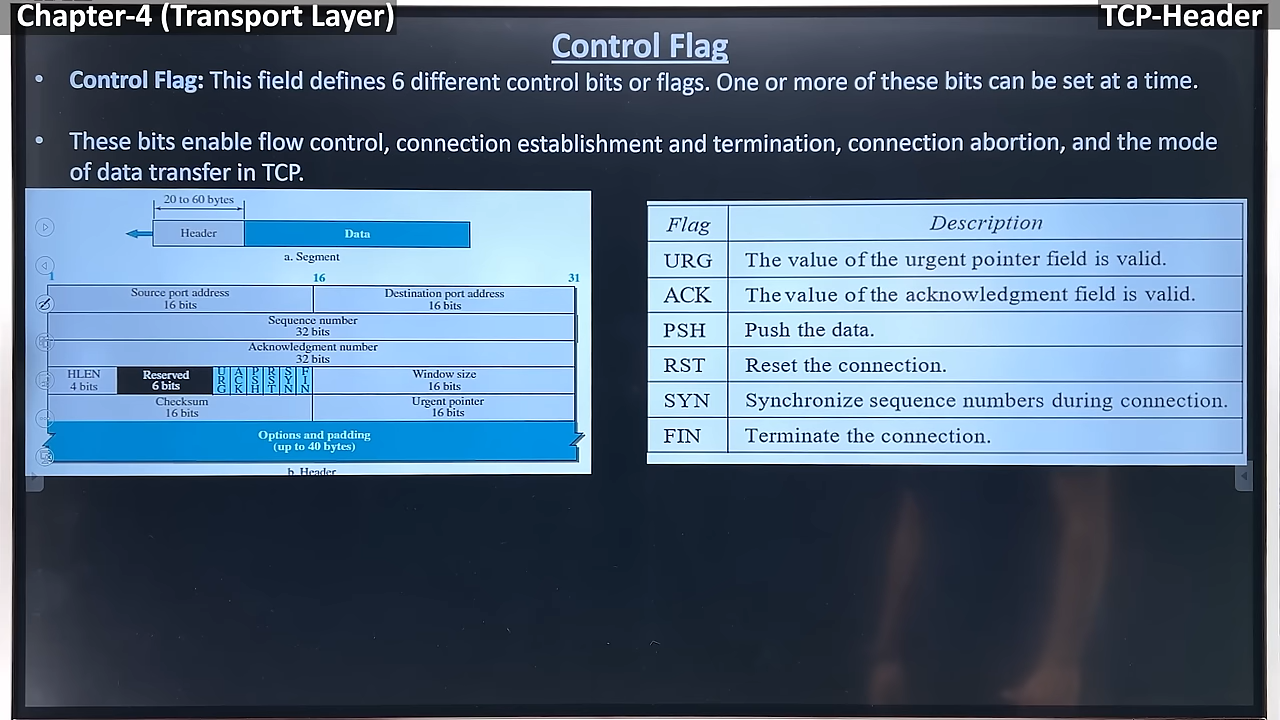 Chapter-4 (Transport Layer)
TCP-Header
Control Flag
• Control Flag: This field defines 6 different control bits or flags. One or more of these bits can be set at a time.
• These bits enable flow control, connection establishment and termination, connection abortion, and the mode
of data transfer in TCP.
20 to 60 bytes
Header
Data
a. Segment
1
16
31
Source port address
16 bits
Destination port address
16 bits
Sequence number
32 bits
Acknowledgment number
32 bits
HLEN
4 bits
Reserved
6 bits
URG
ACK
PSH
RST
SYN
FIN
Window size
16 bits
Checksum
16 bits
Urgent pointer
16 bits
Options and padding
(up to 40 bytes)
b. Header
Flag Description
URG The value of the urgent pointer field is valid.
ACK The value of the acknowledgment field is valid.
PSH Push the data.
RST Reset the connection.
SYN Synchronize sequence numbers during connection.
FIN Terminate the connection.